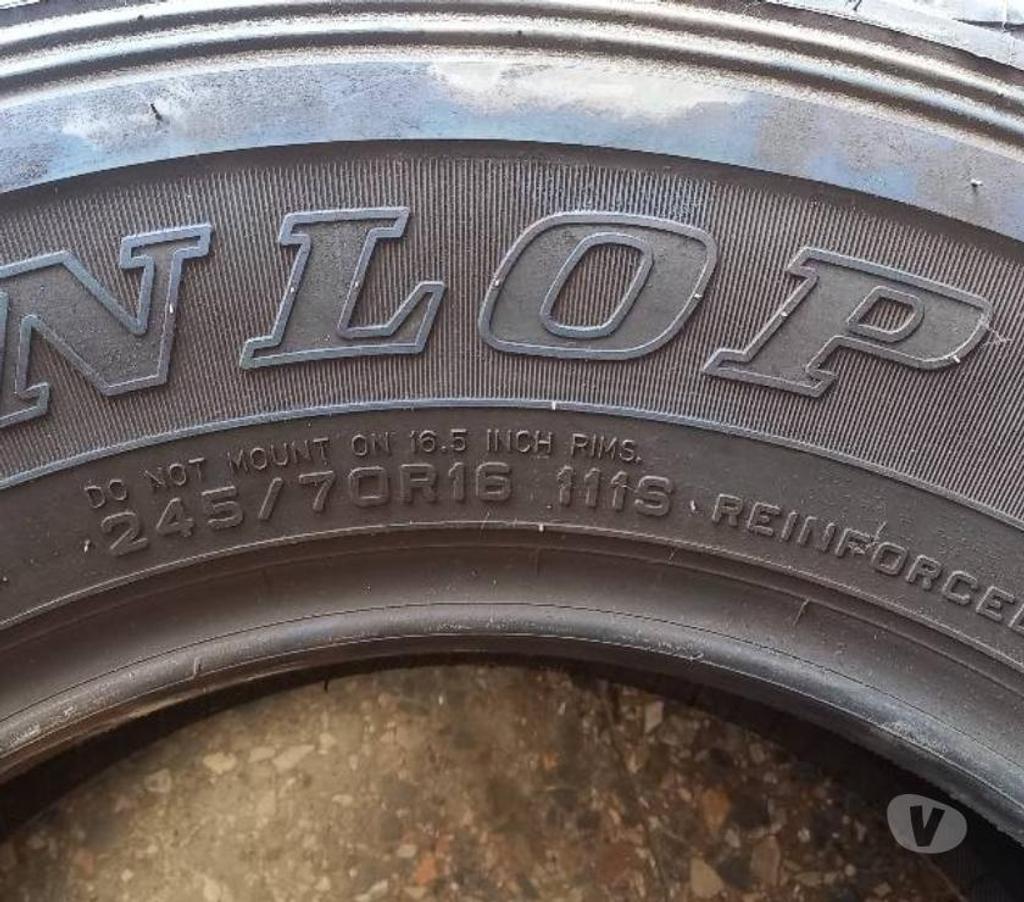 NLOP
DO NOT MOUNT ON 16.5 INCH RIMS.
245/70R16 111S REINFORCED
V